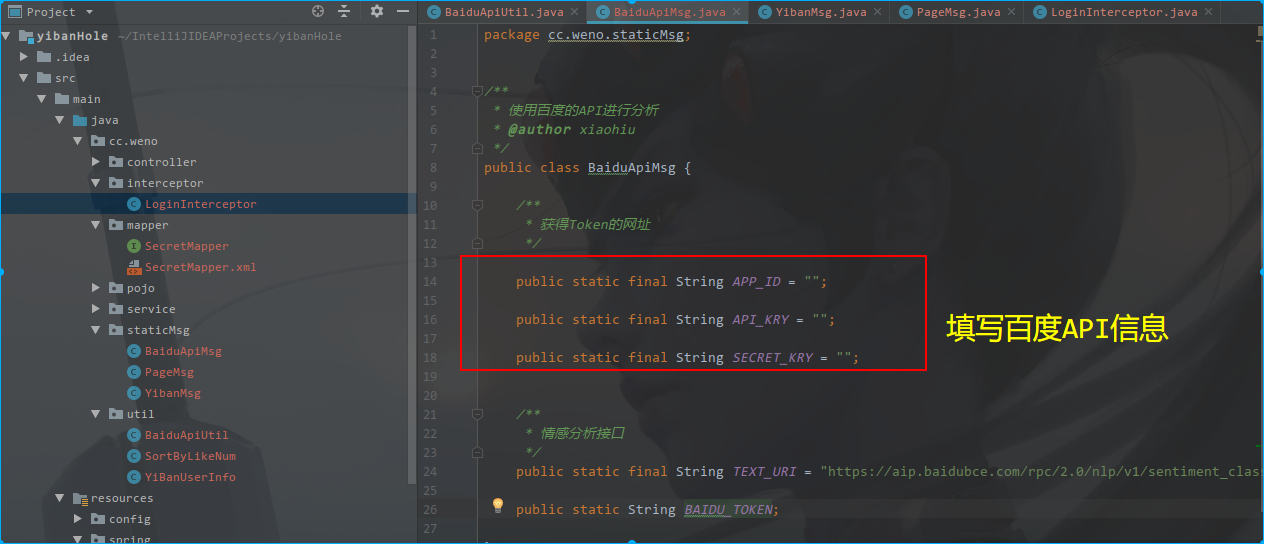 Project
BaiduApiUtil.java
BaiduApiMsg.java
YibanMsg.java
PageMsg.java
LoginInterceptor.java
yibanHole ~/IntelliJIDEAProjects/yibanHole
.idea
src
main
java
cc.weno
controller
interceptor
LoginInterceptor
mapper
SecretMapper
SecretMapper.xml
pojo
service
staticMsg
BaiduApiMsg
PageMsg
YibanMsg
util
BaiduApiUtil
SortByLikeNum
YiBanUserInfo
resources
config
spring
1 package cc.weno.staticMsg;
2
3
4 /**
5 * 使用百度的API进行分析
6 * @author xiaohiu
7 */
8 public class BaiduApiMsg {
9
10 /**
11 * 获得Token的网址
12 */
13
14 public static final String APP_ID = "";
15
16 public static final String API_KRY = "";
17
18 public static final String SECRET_KRY = "";
19
20
21 /**
22 * 情感分析接口
23 */
24 public static final String TEXT_URI = "https://aip.baidubce.com/rpc/2.0/nlp/v1/sentiment_clas
25
26 public static String BAIDU_TOKEN;
27
填写百度API信息